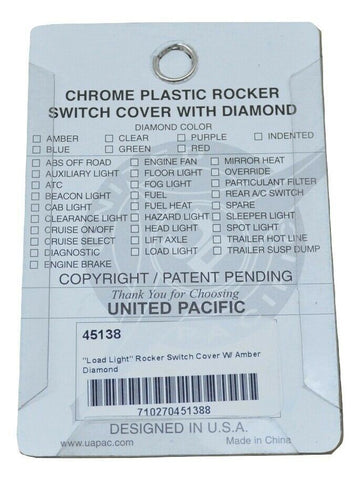 CHROME PLASTIC ROCKER
SWITCH COVER WITH DIAMOND
DIAMOND COLOR
AMBER CLEAR PURPLE INDENTED
BLUE GREEN RED
ABS OFF ROAD ENGINE FAN MIRROR HEAT
AUXILIARY LIGHT FLOOR LIGHT OVERRIDE
ATC FOG LIGHT PARTICULANT FILTER
BEACON LIGHT FUEL REAR A/C SWITCH
CAB LIGHT FUEL HEAT SPARE
CLEARANCE LIGHT HAZARD LIGHT SLEEPER LIGHT
CRUISE ON/OFF HEAD LIGHT SPOT LIGHT
CRUISE SELECT LIFT AXLE TRAILER HOT LINE
DIAGNOSTIC LOAD LIGHT TRAILER SUSP DUMP
ENGINE BRAKE
COPYRIGHT / PATENT PENDING
Thank You for Choosing
UNITED PACIFIC
45138
"Load Light" Rocker Switch Cover W/ Amber
Diamond
710270451388
DESIGNED IN U.S.A.
www.uapac.com Made in China